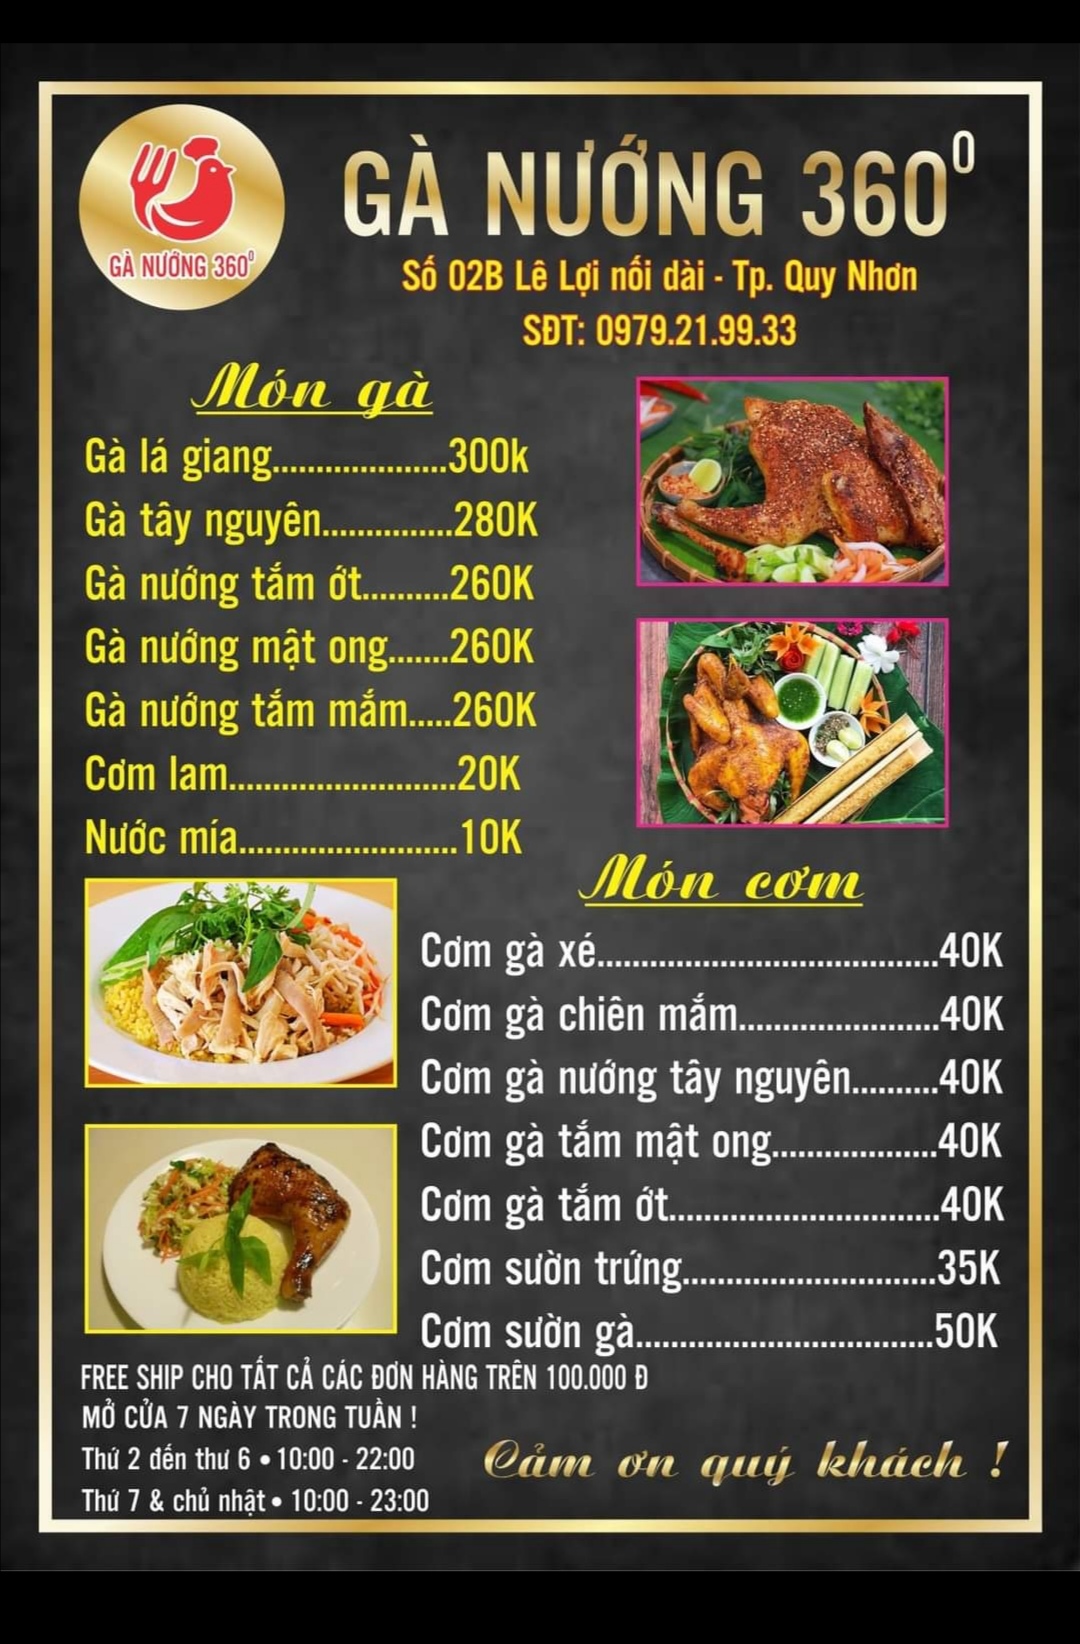 GÀ NƯỚNG 360⁰
GÀ NƯỚNG 360⁰
Số 02B Lê Lợi nối dài - Tp. Quy Nhơn
SĐT: 0979.21.99.33
Món gà
Gà lá giang....................300k
Gà tây nguyên...............280K
Gà nướng tắm ớt..........260K
Gà nướng mật ong.......260K
Gà nướng tắm mắm.....260K
Cơm lam..........................20K
Nước mía.........................10K
Món cơm
Cơm gà xé.......................................40K
Cơm gà chiên mắm.......................40K
Cơm gà nướng tây nguyên..........40K
Cơm gà tắm mật ong...................40K
Cơm gà tắm ớt...............................40K
Cơm sườn trứng.............................35K
Cơm sườn gà..................................50K
FREE SHIP CHO TẤT CẢ CÁC ĐƠN HÀNG TRÊN 100.000 Đ
MỞ CỬA 7 NGÀY TRONG TUẦN !
Thứ 2 đến thư 6 • 10:00 - 22:00
Thứ 7 & chủ nhật • 10:00 - 23:00
Cảm ơn quý khách !